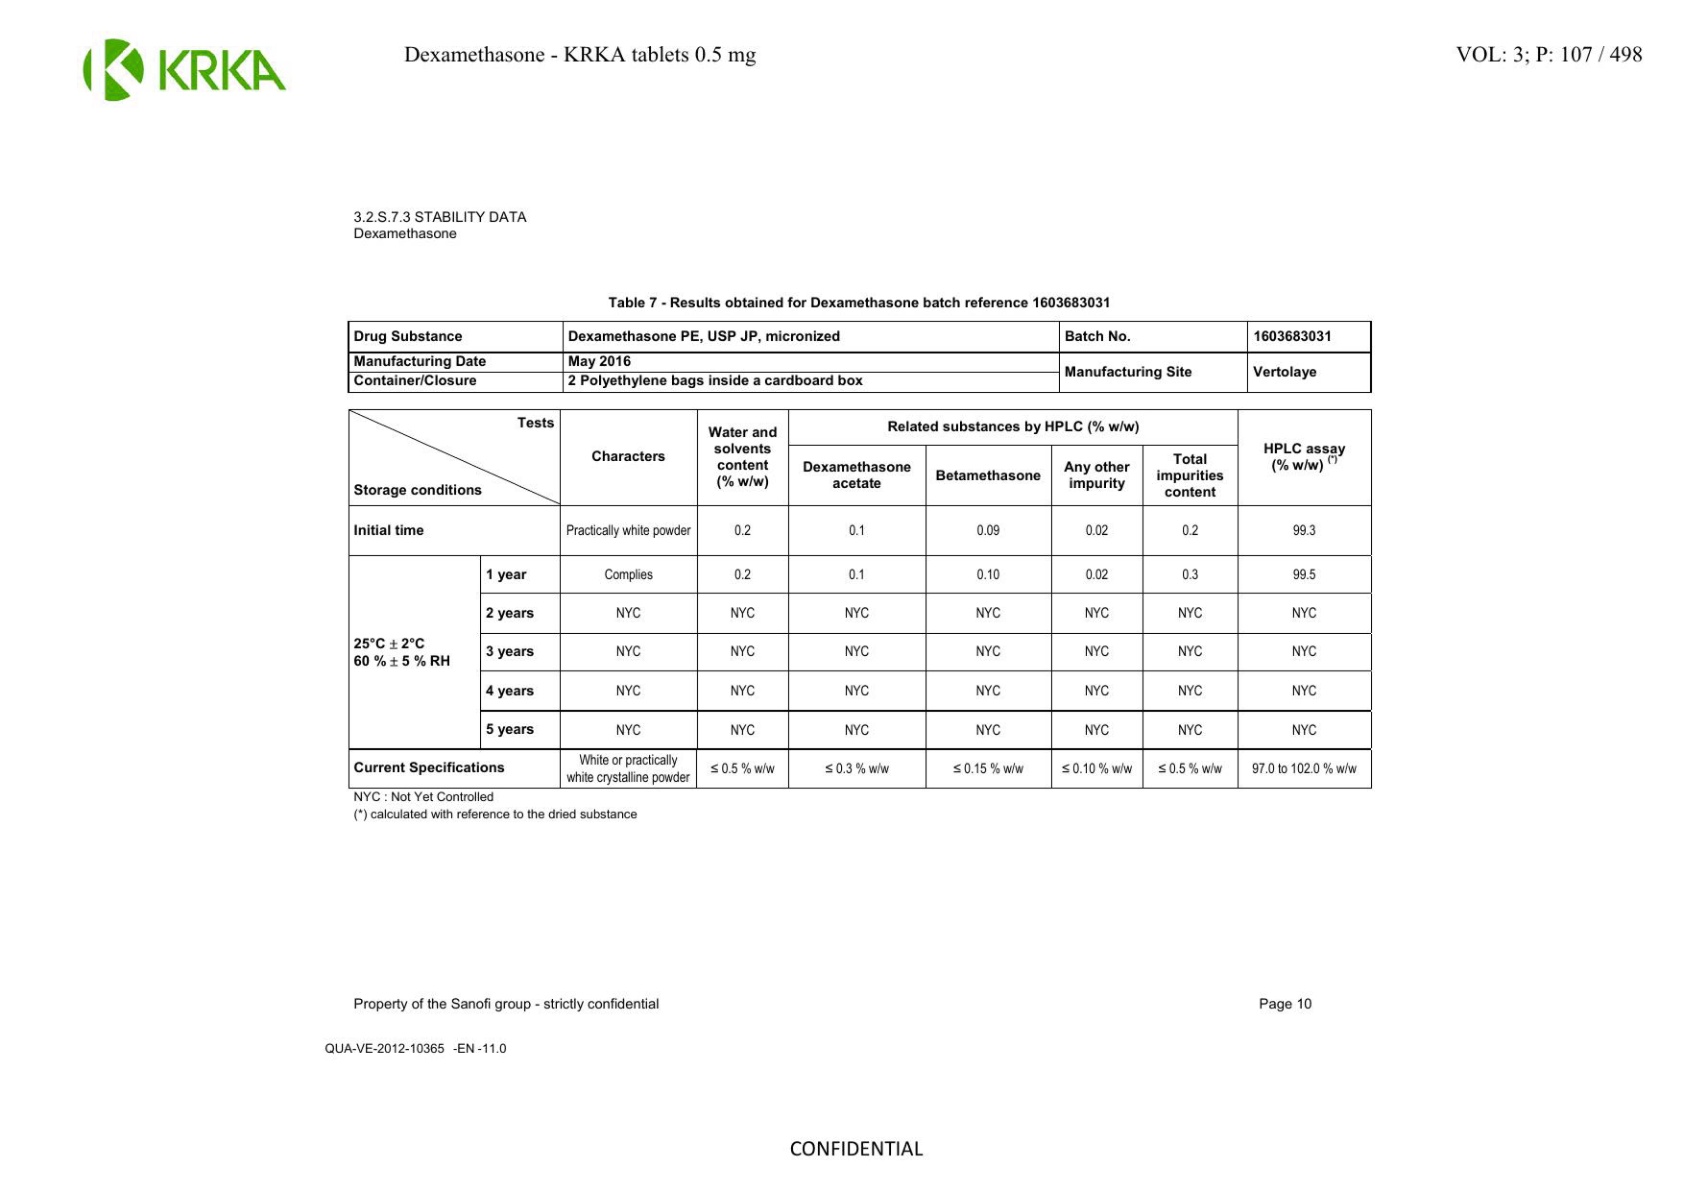 KRKA
Dexamethasone - KRKA tablets 0.5 mg
VOL: 3; P: 107 / 498
3.2.S.7.3 STABILITY DATA
Dexamethasone
Table 7 - Results obtained for Dexamethasone batch reference 1603683031
Drug Substance Dexamethasone PE, USP JP, micronized Batch No. 1603683031
Manufacturing Date May 2016
Manufacturing Site Vertolaye
Container/Closure 2 Polyethylene bags inside a cardboard box
Tests
Storage conditions
Characters
Water and
solvents
content
(% w/w)
Related substances by HPLC (% w/w)
Dexamethasone
acetate
Betamethasone
Any other
impurity
Total
impurities
content
HPLC assay
(% w/w) (*)
Initial time Practically white powder 0.2 0.1 0.09 0.02 0.2 99.3
25°C ± 2°C
60 % ± 5 % RH
1 year Complies 0.2 0.1 0.10 0.02 0.3 99.5
2 years NYC NYC NYC NYC NYC NYC NYC
3 years NYC NYC NYC NYC NYC NYC NYC
4 years NYC NYC NYC NYC NYC NYC NYC
5 years NYC NYC NYC NYC NYC NYC NYC
Current Specifications
White or practically
white crystalline powder
≤ 0.5 % w/w ≤ 0.3 % w/w ≤ 0.15 % w/w ≤ 0.10 % w/w ≤ 0.5 % w/w 97.0 to 102.0 % w/w
NYC : Not Yet Controlled
(*) calculated with reference to the dried substance
Property of the Sanofi group - strictly confidential
Page 10
QUA-VE-2012-10365 -EN -11.0
CONFIDENTIAL